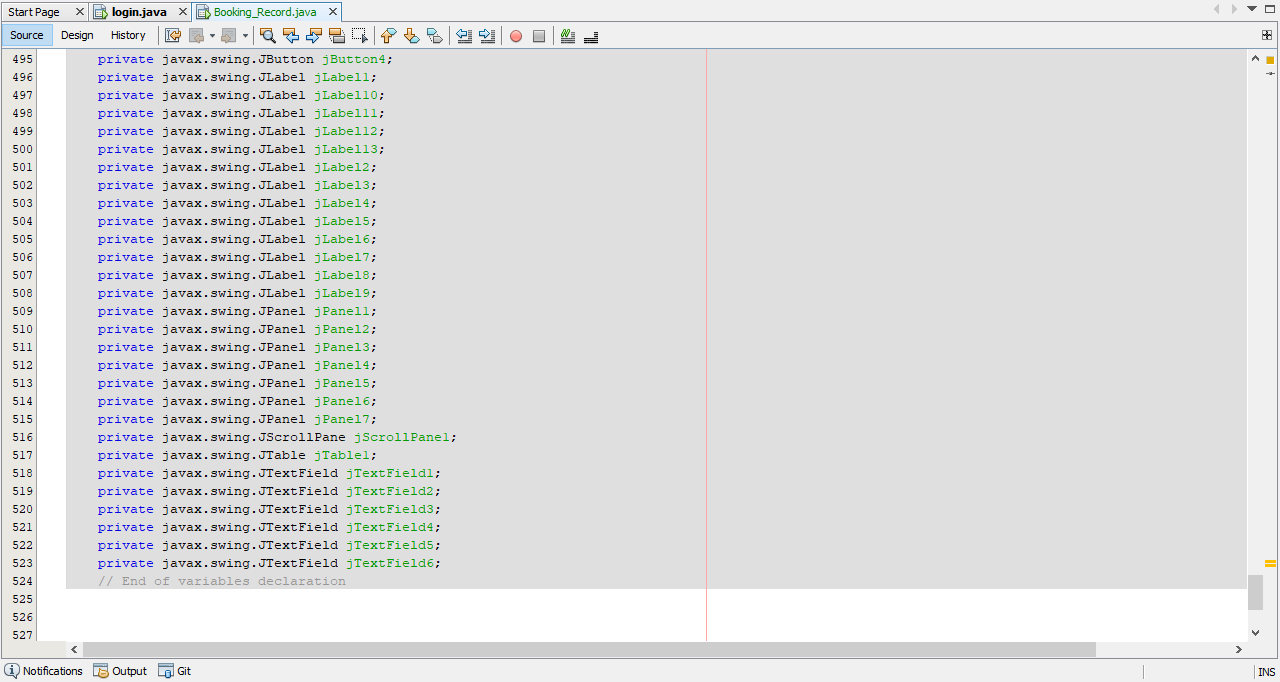 Start Page login.java Booking_Record.java
Source Design History
495 private javax.swing.JButton jButton4;
496 private javax.swing.JLabel jLabel1;
497 private javax.swing.JLabel jLabel10;
498 private javax.swing.JLabel jLabel11;
499 private javax.swing.JLabel jLabel12;
500 private javax.swing.JLabel jLabel13;
501 private javax.swing.JLabel jLabel2;
502 private javax.swing.JLabel jLabel3;
503 private javax.swing.JLabel jLabel4;
504 private javax.swing.JLabel jLabel5;
505 private javax.swing.JLabel jLabel6;
506 private javax.swing.JLabel jLabel7;
507 private javax.swing.JLabel jLabel8;
508 private javax.swing.JLabel jLabel9;
509 private javax.swing.JPanel jPanel1;
510 private javax.swing.JPanel jPanel2;
511 private javax.swing.JPanel jPanel3;
512 private javax.swing.JPanel jPanel4;
513 private javax.swing.JPanel jPanel5;
514 private javax.swing.JPanel jPanel6;
515 private javax.swing.JPanel jPanel7;
516 private javax.swing.JScrollPane jScrollPane1;
517 private javax.swing.JTable jTable1;
518 private javax.swing.JTextField jTextField1;
519 private javax.swing.JTextField jTextField2;
520 private javax.swing.JTextField jTextField3;
521 private javax.swing.JTextField jTextField4;
522 private javax.swing.JTextField jTextField5;
523 private javax.swing.JTextField jTextField6;
524 // End of variables declaration
525
526
527
Notifications Output Git INS